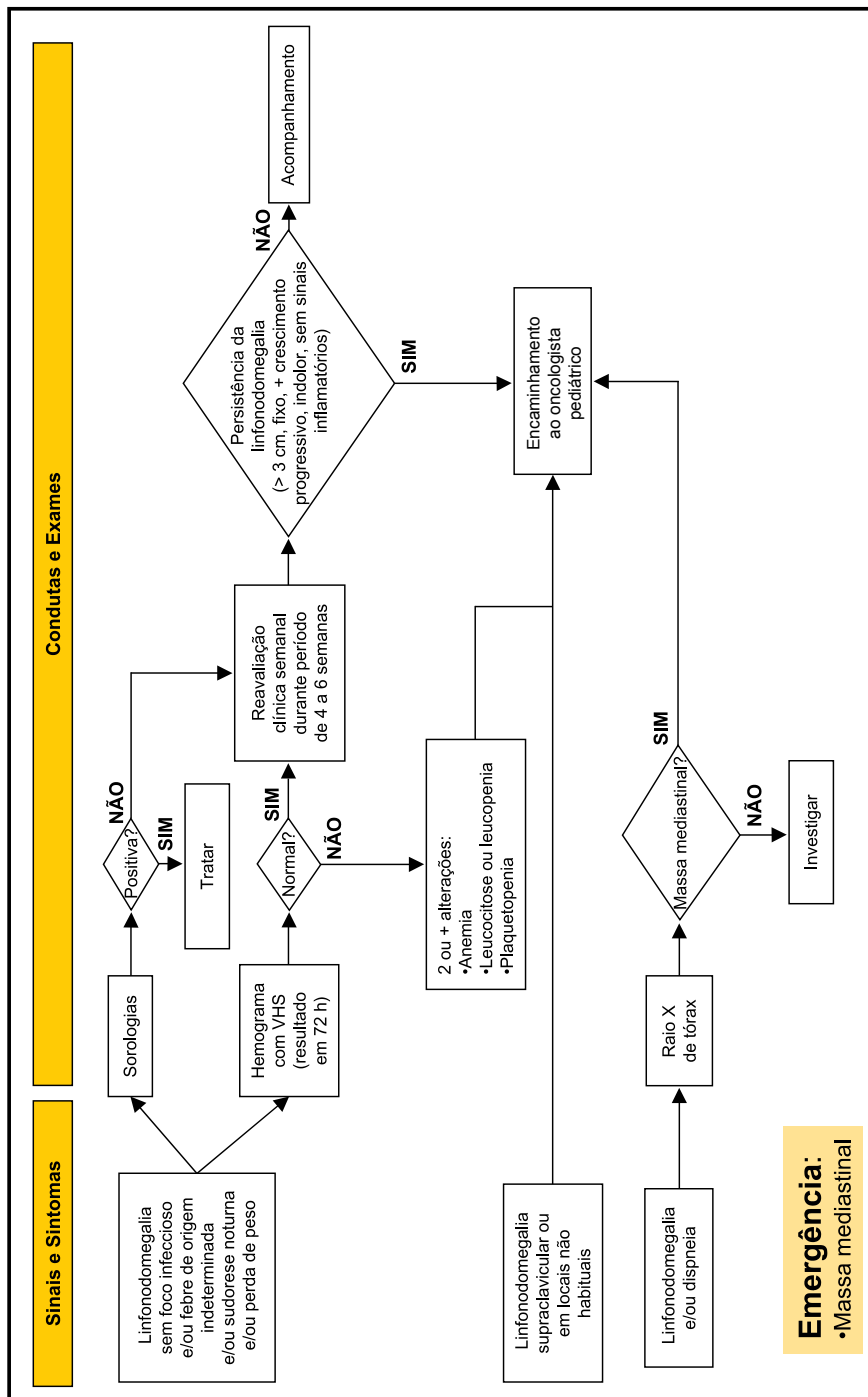 Sinais e Sintomas
Condutas e Exames
Linfonodomegalia
sem foco infeccioso
e/ou febre de origem
indeterminada
e/ou sudorese noturna
e/ou perda de peso
Sorologias
Positiva?
NÃO
SIM
Tratar
Hemograma
com VHS
(resultado
em 72 h)
Normal?
SIM
NÃO
Reavaliação
clínica semanal
durante período
de 4 a 6 semanas
Persistência da
linfonodomegalia
(> 3 cm, fixo, + crescimento
progressivo, indolor, sem sinais
inflamatórios)
NÃO
Acompanhamento
SIM
2 ou + alterações:
•Anemia
•Leucocitose ou leucopenia
•Plaquetopenia
Linfonodomegalia
supraclavicular ou
em locais não
habituais
Encaminhamento
ao oncologista
pediátrico
Linfonodomegalia
e/ou dispneia
Raio X
de tórax
Massa mediastinal?
SIM
NÃO
Investigar
Emergência:
•Massa mediastinal